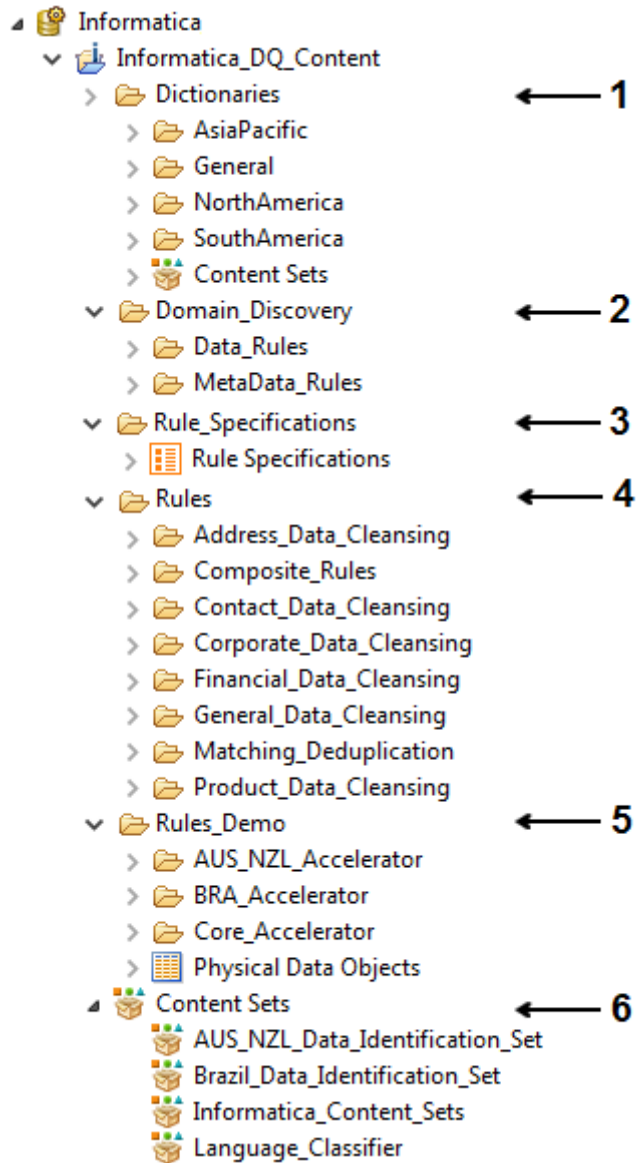 Informatica
Informatica_DQ_Content
Dictionaries 1
AsiaPacific
General
NorthAmerica
SouthAmerica
Content Sets
Domain_Discovery 2
Data_Rules
MetaData_Rules
Rule_Specifications 3
Rule Specifications
Rules 4
Address_Data_Cleansing
Composite_Rules
Contact_Data_Cleansing
Corporate_Data_Cleansing
Financial_Data_Cleansing
General_Data_Cleansing
Matching_Deduplication
Product_Data_Cleansing
Rules_Demo 5
AUS_NZL_Accelerator
BRA_Accelerator
Core_Accelerator
Physical Data Objects
Content Sets 6
AUS_NZL_Data_Identification_Set
Brazil_Data_Identification_Set
Informatica_Content_Sets
Language_Classifier